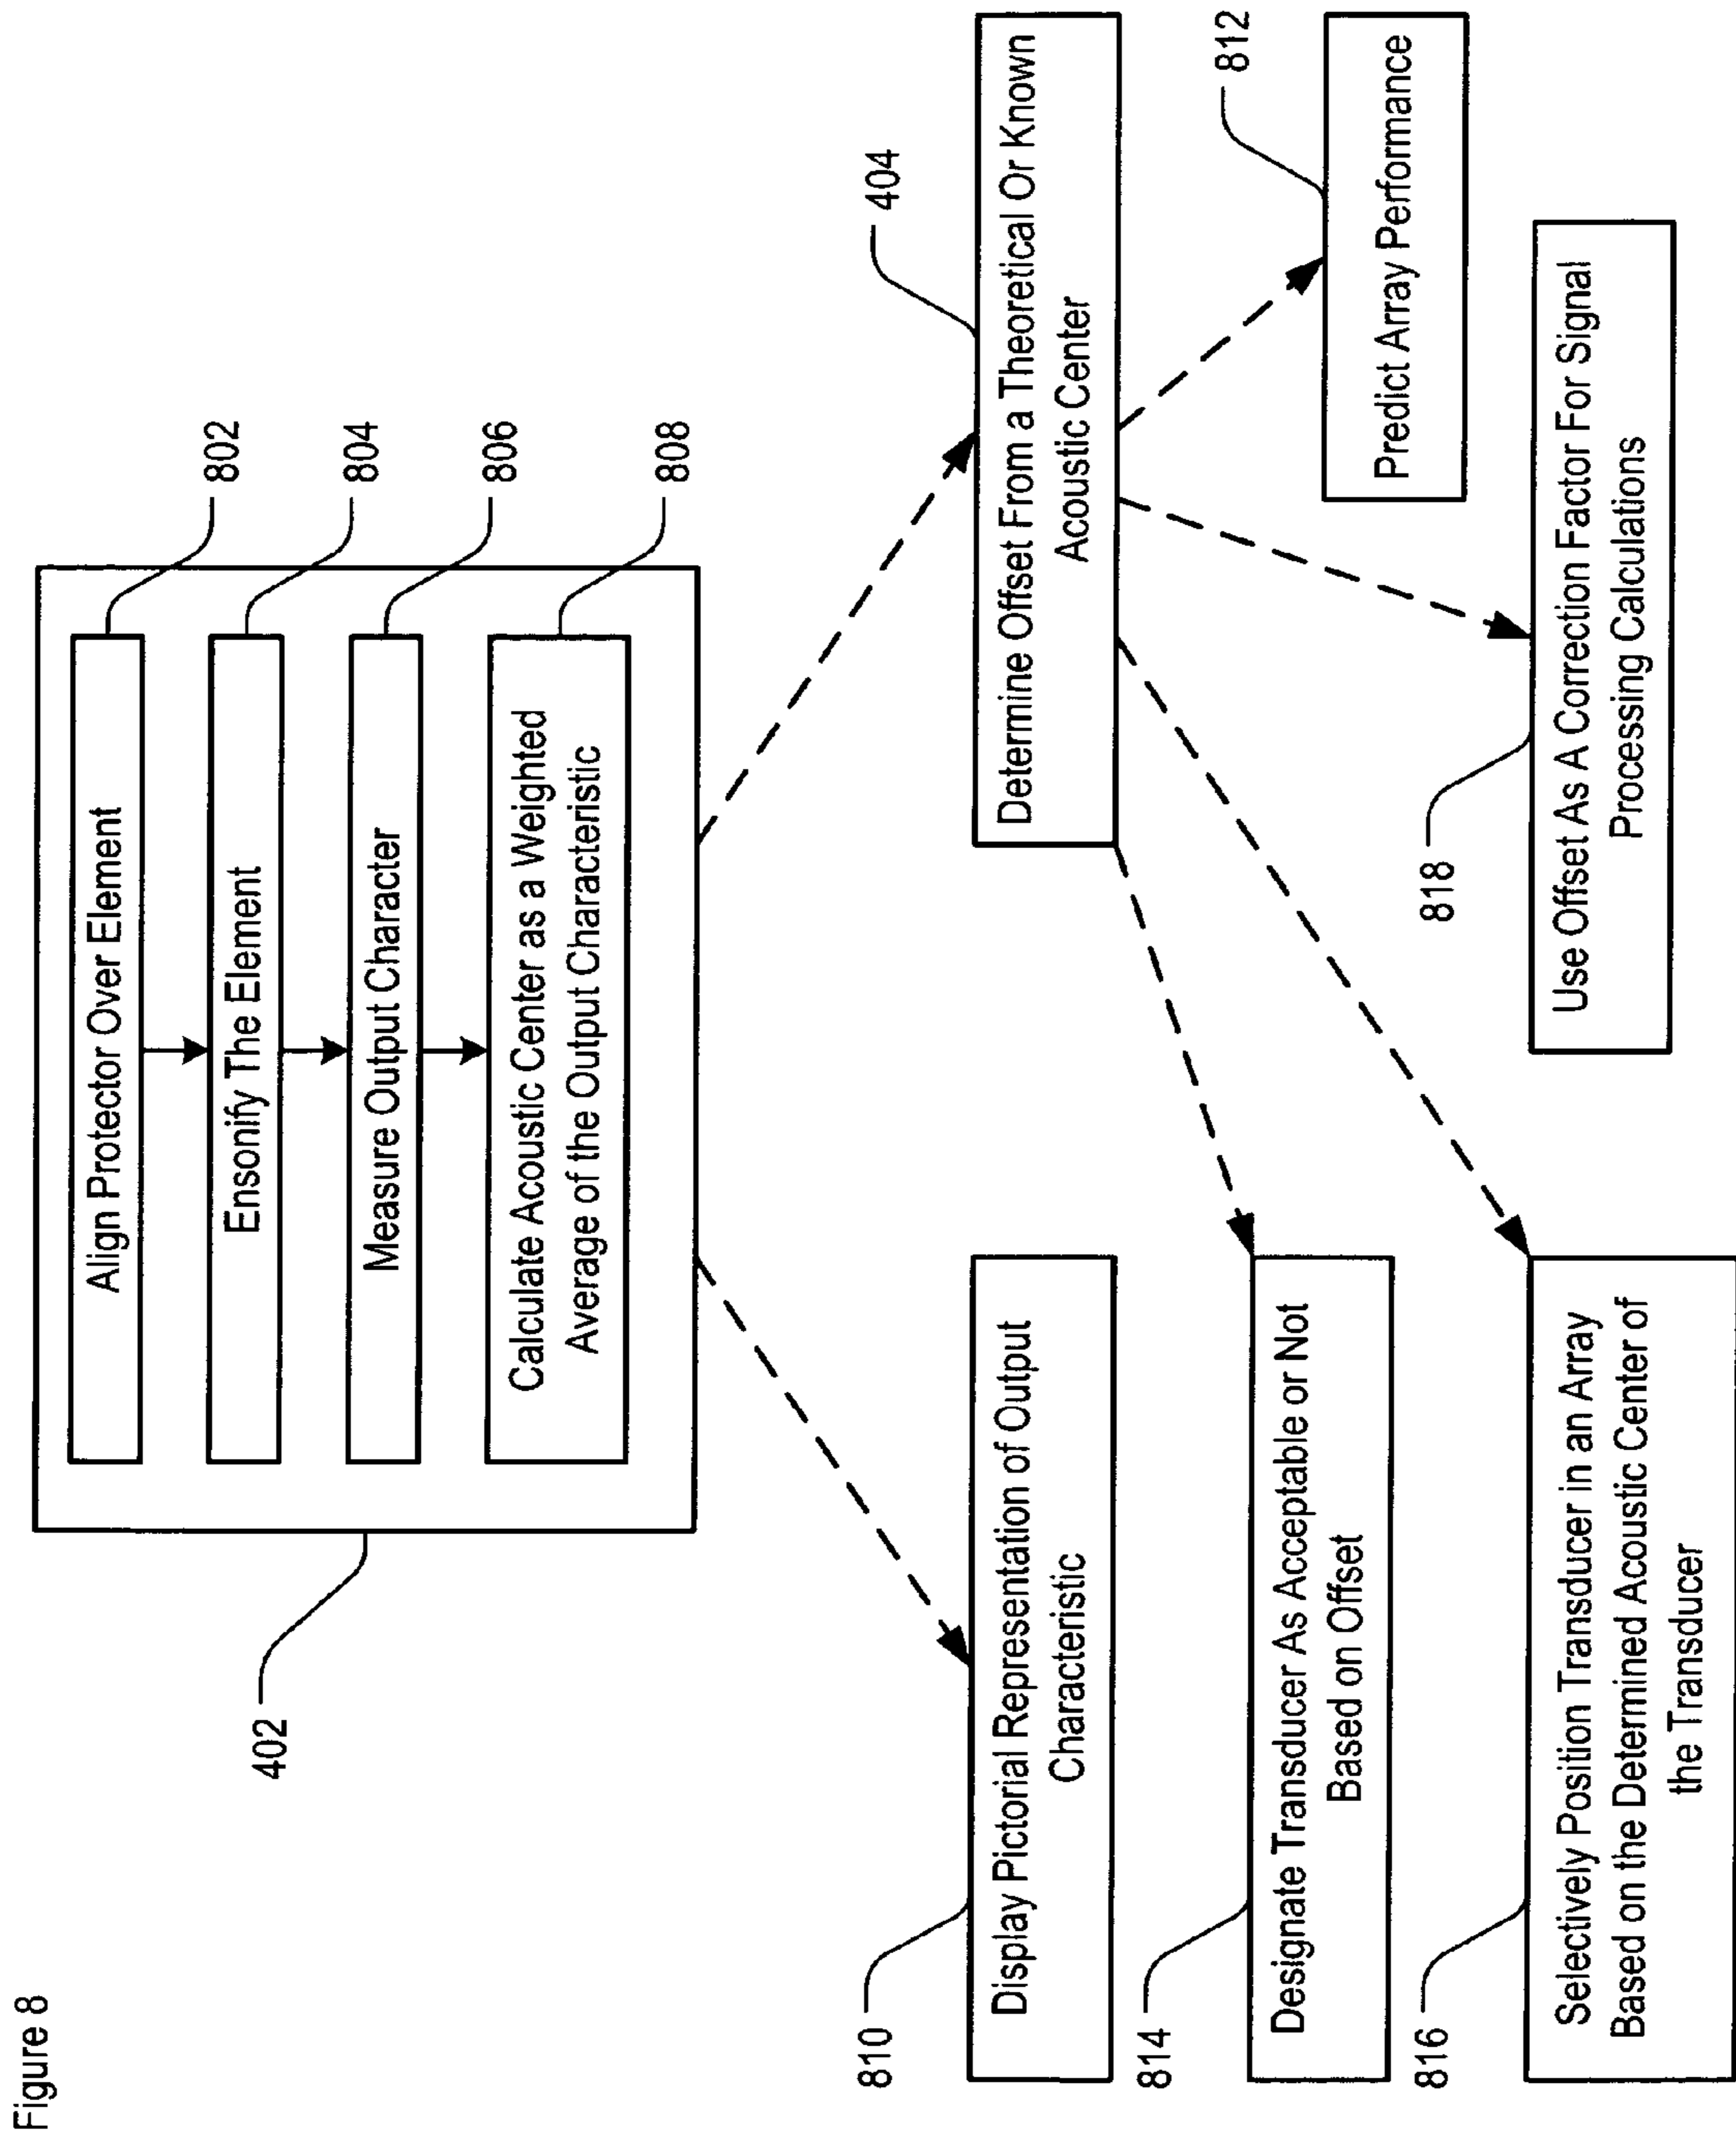 Figure 8
402
Align Protector Over Element
802
Ensonify The Element
804
Measure Output Character
806
Calculate Acoustic Center as a Weighted
Average of the Output Characteristic
808
810
Display Pictorial Representation of Output
Characteristic
404
Determine Offset From a Theoretical Or Known
Acoustic Center
814
Designate Transducer As Acceptable or Not
Based on Offset
812
Predict Array Performance
816
Selectively Position Transducer in an Array
Based on the Determined Acoustic Center of
the Transducer
818
Use Offset As A Correction Factor For Signal
Processing Calculations